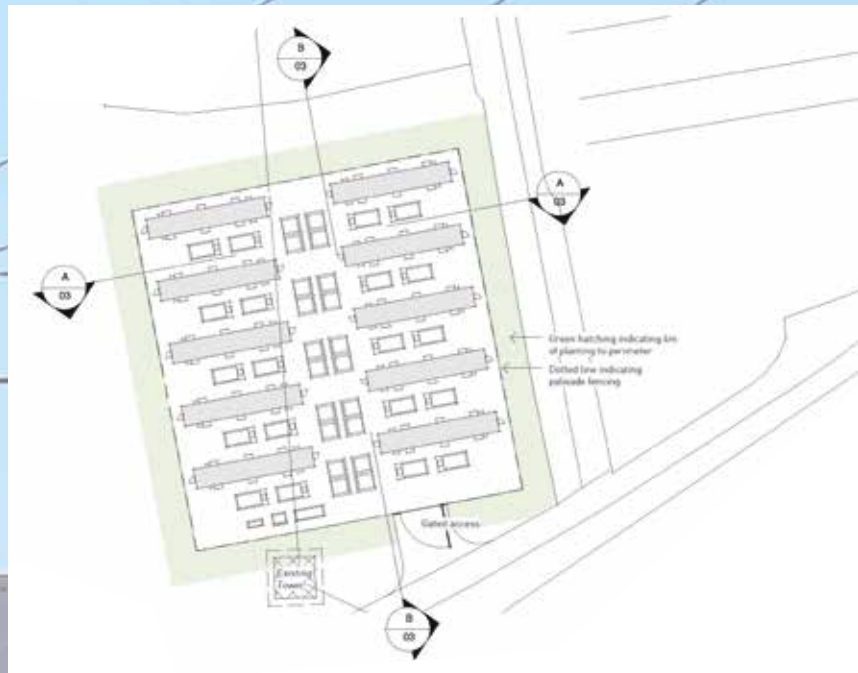 B
03
A
03
A
03
Green hatching indicating 6m
of planting to perimeter
Dotted line indicating
palisade fencing
Gated access
Existing
Tower
B
03